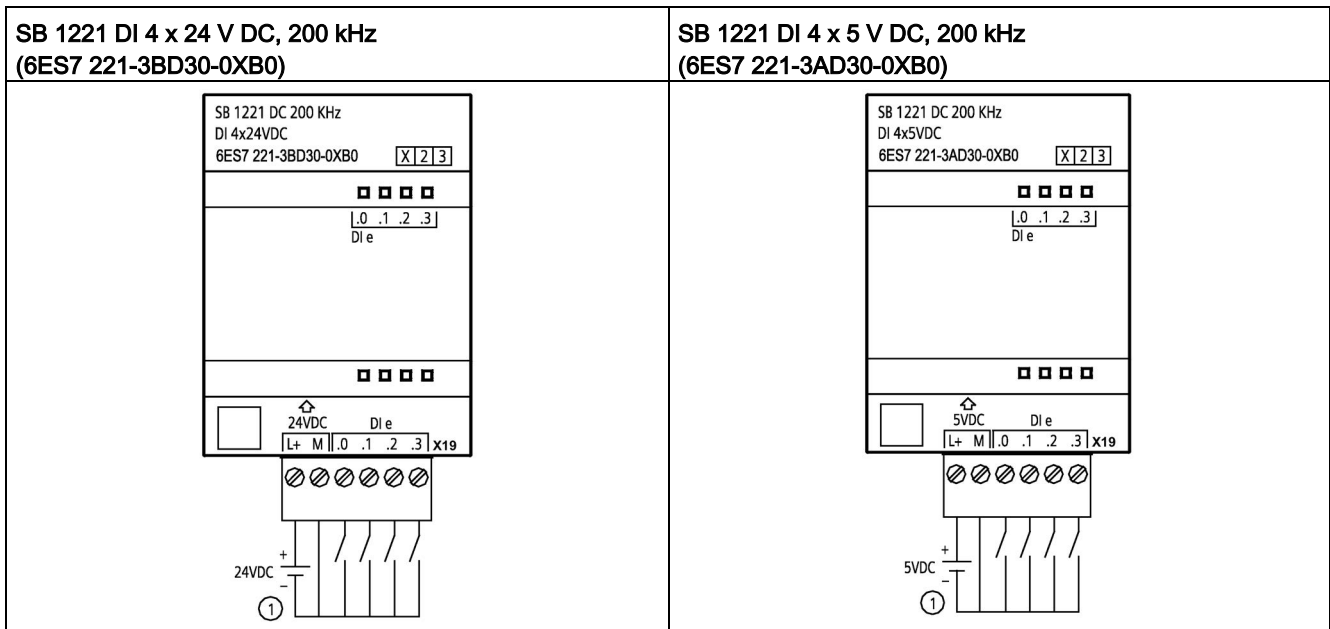 SB 1221 DI 4 x 24 V DC, 200 kHz
(6ES7 221-3BD30-0XB0)
SB 1221 DC 200 KHz
DI 4x24VDC
6ES7 221-3BD30-0XB0 X 2 3
.0 .1 .2 .3
DI e
24VDC DI e
L+ M .0 .1 .2 .3 X19
+
24VDC
–
①
SB 1221 DI 4 x 5 V DC, 200 kHz
(6ES7 221-3AD30-0XB0)
SB 1221 DC 200 KHz
DI 4x5VDC
6ES7 221-3AD30-0XB0 X 2 3
.0 .1 .2 .3
DI e
5VDC DI e
L+ M .0 .1 .2 .3 X19
+
5VDC
–
①